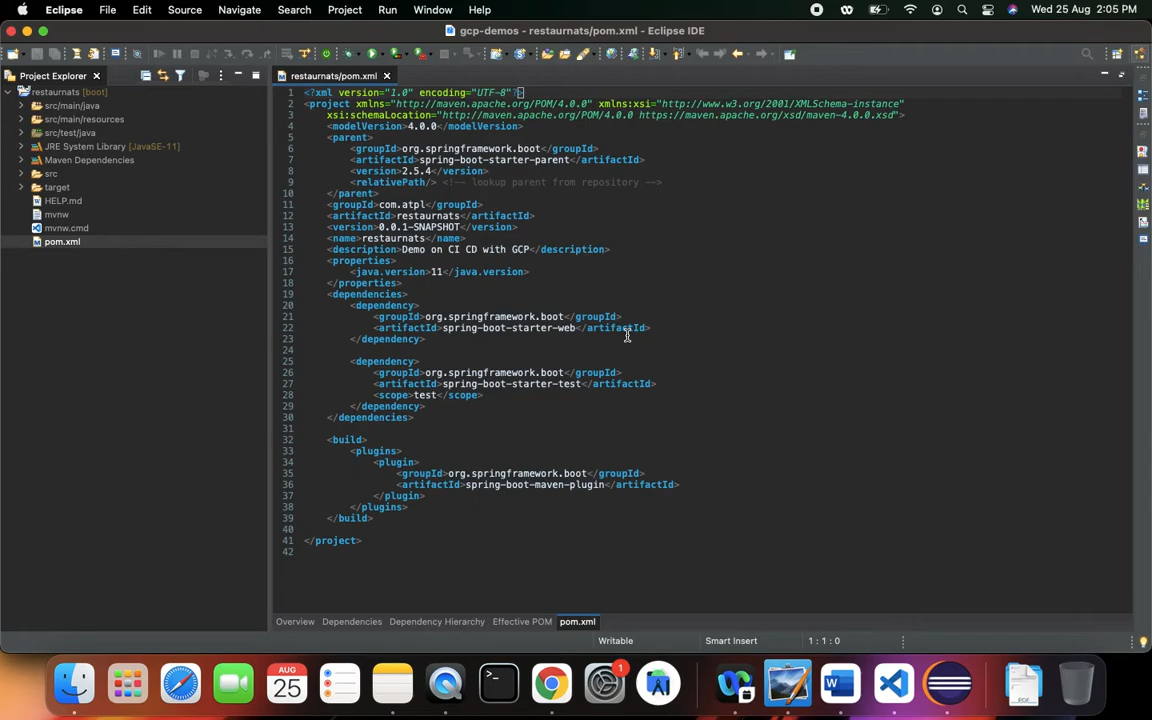 Eclipse File Edit Source Navigate Search Project Run Window Help Wed 25 Aug 2:05 PM
gcp-demos - restaurnats/pom.xml - Eclipse IDE
Project Explorer
restaurnats/pom.xml
restaurnats [boot]
src/main/java
src/main/resources
src/test/java
JRE System Library [JavaSE-11]
Maven Dependencies
src
target
HELP.md
mvnw
mvnw.cmd
pom.xml
1 <?xml version="1.0" encoding="UTF-8"?>
2 <project xmlns="http://maven.apache.org/POM/4.0.0" xmlns:xsi="http://www.w3.org/2001/XMLSchema-instance"
3 xsi:schemaLocation="http://maven.apache.org/POM/4.0.0 https://maven.apache.org/xsd/maven-4.0.0.xsd">
4 <modelVersion>4.0.0</modelVersion>
5 <parent>
6 <groupId>org.springframework.boot</groupId>
7 <artifactId>spring-boot-starter-parent</artifactId>
8 <version>2.5.4</version>
9 <relativePath/> <!-- lookup parent from repository -->
10 </parent>
11 <groupId>com.atpl</groupId>
12 <artifactId>restaurnats</artifactId>
13 <version>0.0.1-SNAPSHOT</version>
14 <name>restaurnats</name>
15 <description>Demo on CI CD with GCP</description>
16 <properties>
17 <java.version>11</java.version>
18 </properties>
19 <dependencies>
20 <dependency>
21 <groupId>org.springframework.boot</groupId>
22 <artifactId>spring-boot-starter-web</artifactId>
23 </dependency>
24
25 <dependency>
26 <groupId>org.springframework.boot</groupId>
27 <artifactId>spring-boot-starter-test</artifactId>
28 <scope>test</scope>
29 </dependency>
30 </dependencies>
31
32 <build>
33 <plugins>
34 <plugin>
35 <groupId>org.springframework.boot</groupId>
36 <artifactId>spring-boot-maven-plugin</artifactId>
37 </plugin>
38 </plugins>
39 </build>
40
41 </project>
42
Overview Dependencies Dependency Hierarchy Effective POM pom.xml
Writable Smart Insert 1 : 1 : 0
AUG
25
1
PDF